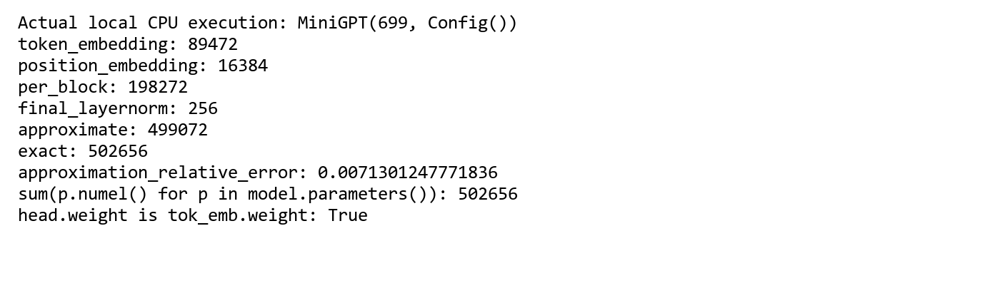 Actual local CPU execution: MiniGPT(699, Config())
token_embedding: 89472
position_embedding: 16384
per_block: 198272
final_layernorm: 256
approximate: 499072
exact: 502656
approximation_relative_error: 0.0071301247771836
sum(p.numel() for p in model.parameters()): 502656
head.weight is tok_emb.weight: True